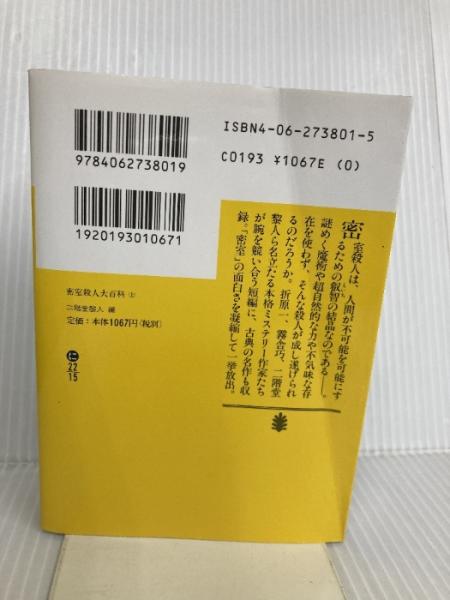 ISBN4-06-273801-5
C0193 ¥1067E (0)
9784062738019
1920193010671
密室殺人大百科 上
二階堂黎人 編
定価:本体1067円(税別)
に
22
15
密室殺人は、人間が不可能を可能にす
るための叡智の結晶なのである──。
謎めく魔術や超自然的な力や不気味な存
在を使わず、そんな殺人が成し遂げられ
るのだろうか。折原一、霧舎巧、二階堂
黎人ら名立たる本格ミステリー作家たち
が腕を競い合う短編に、古典の名作も収
録。『密室』の面白さを凝縮して一挙放出。